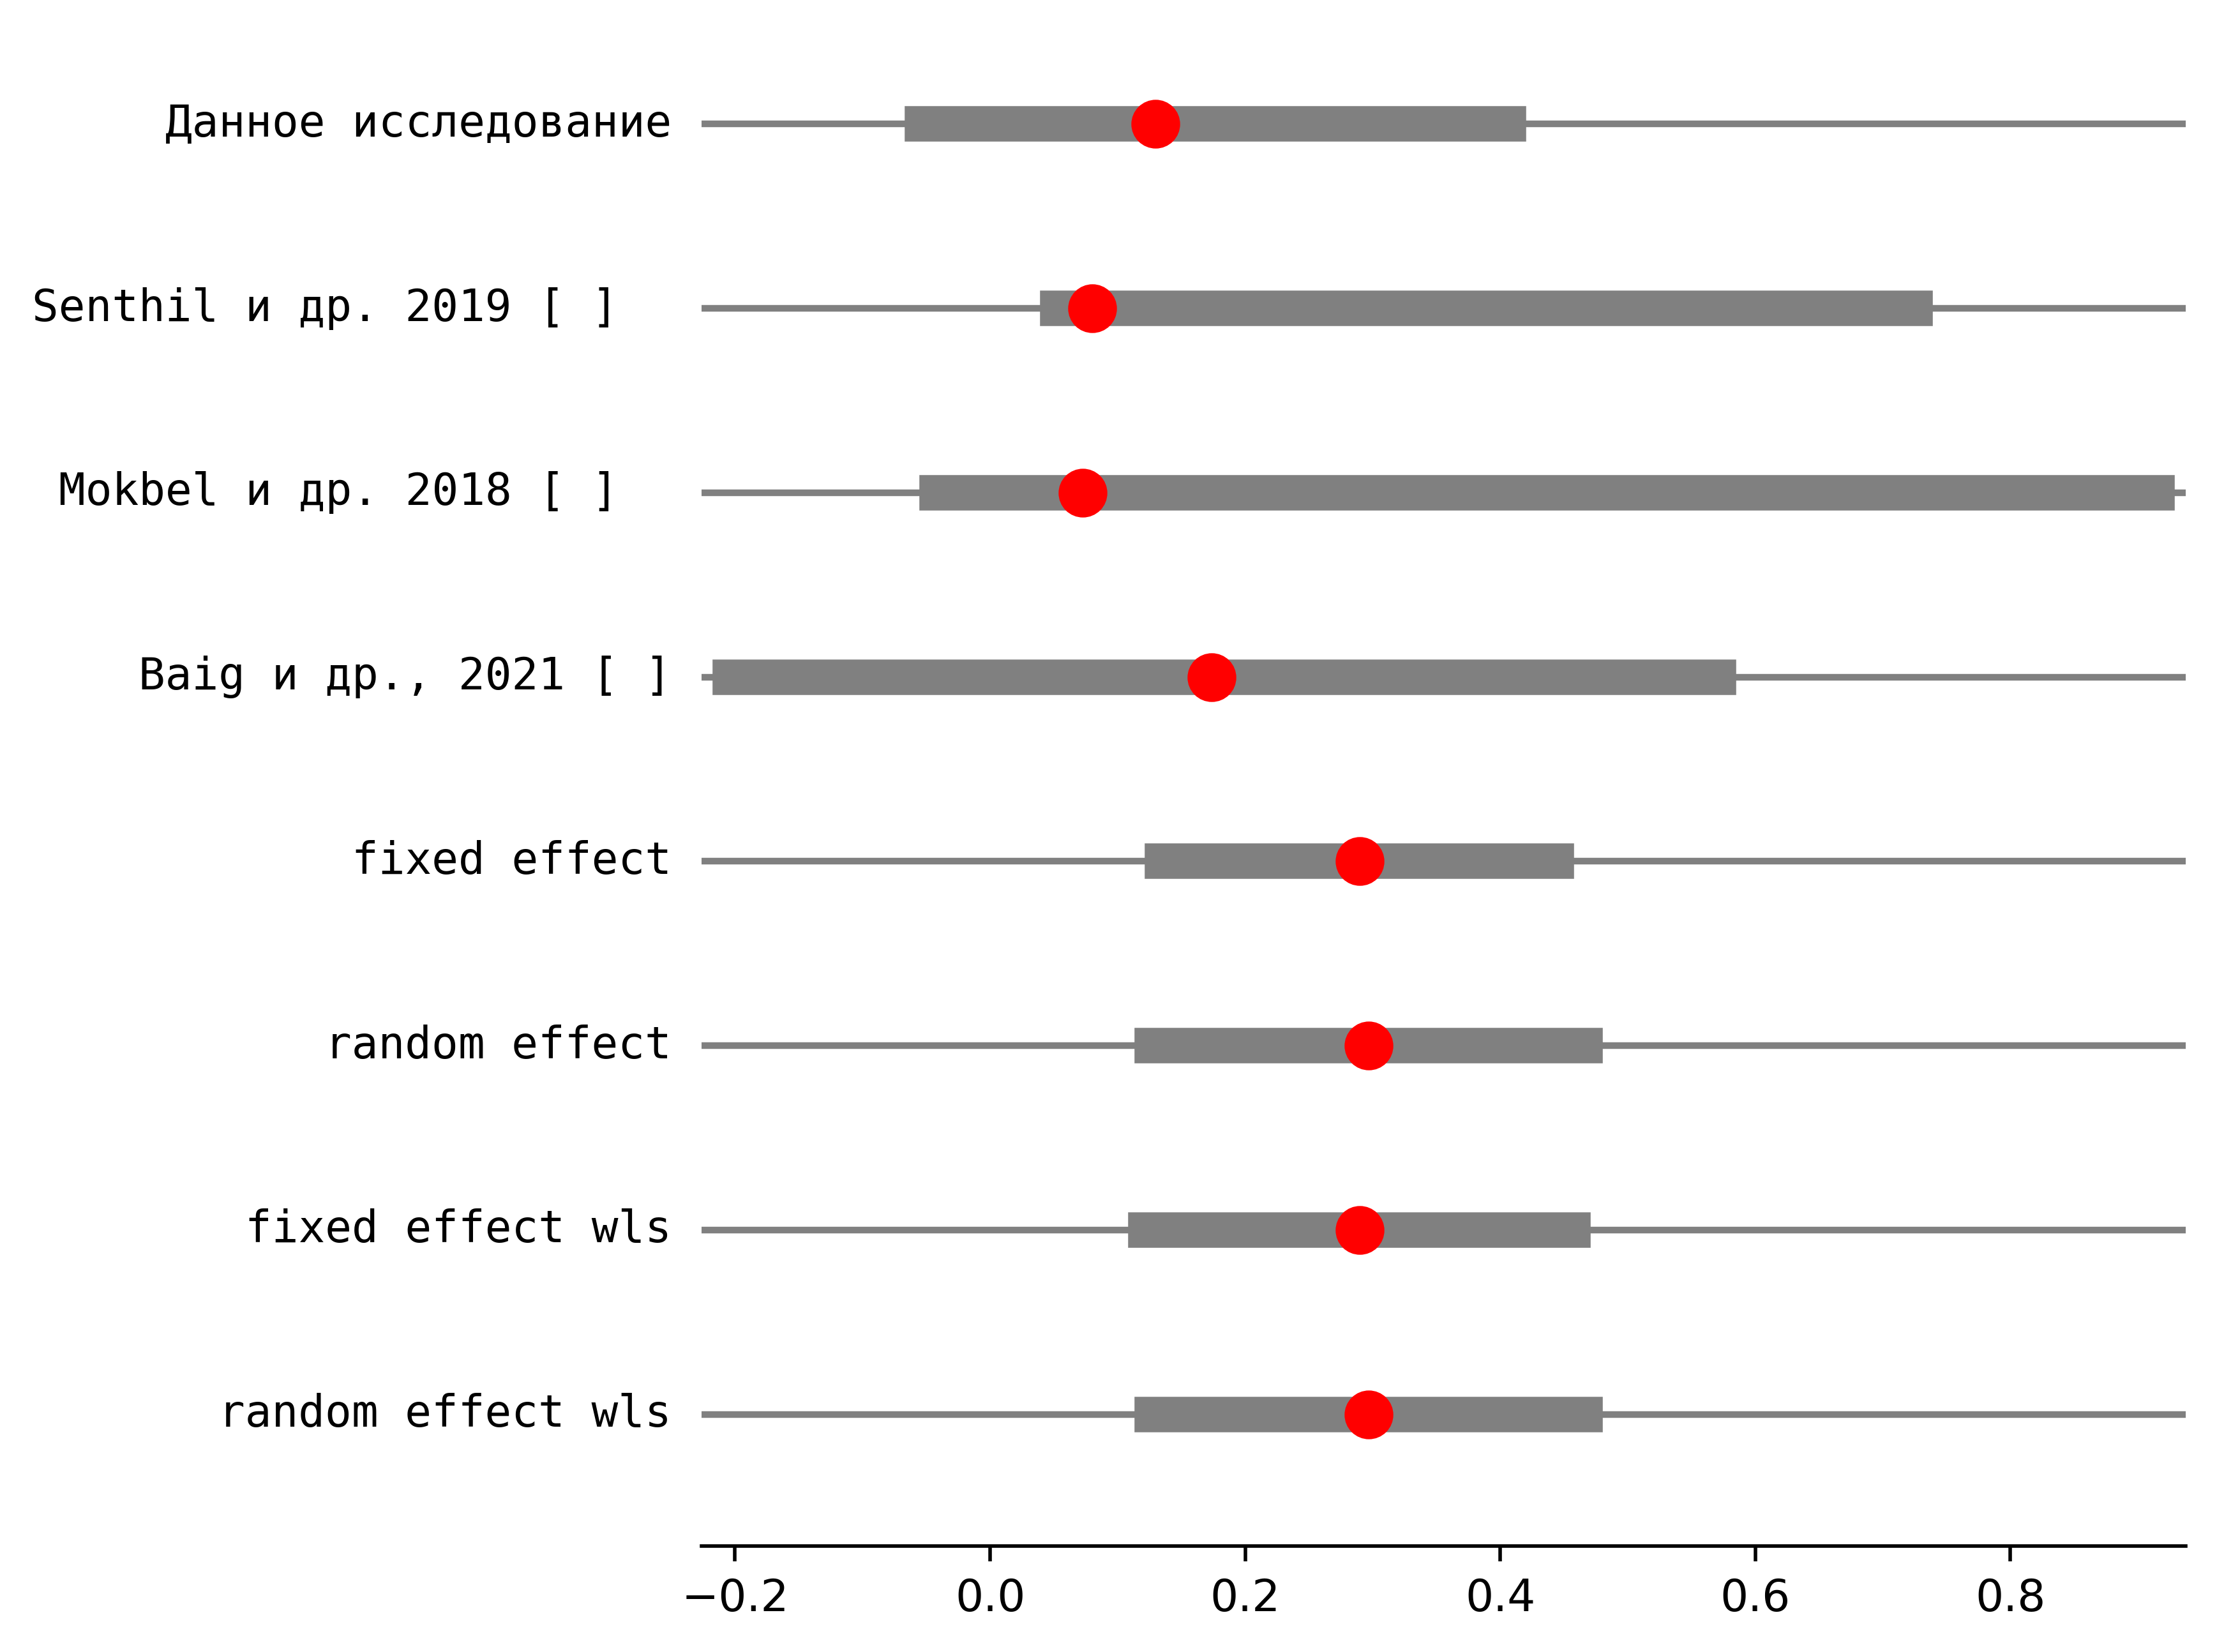 Данное исследование
Senthil и др. 2019 [ ]
Mokbel и др. 2018 [ ]
Baig и др., 2021 [ ]
fixed effect
random effect
fixed effect wls
random effect wls
−0.2 0.0 0.2 0.4 0.6 0.8